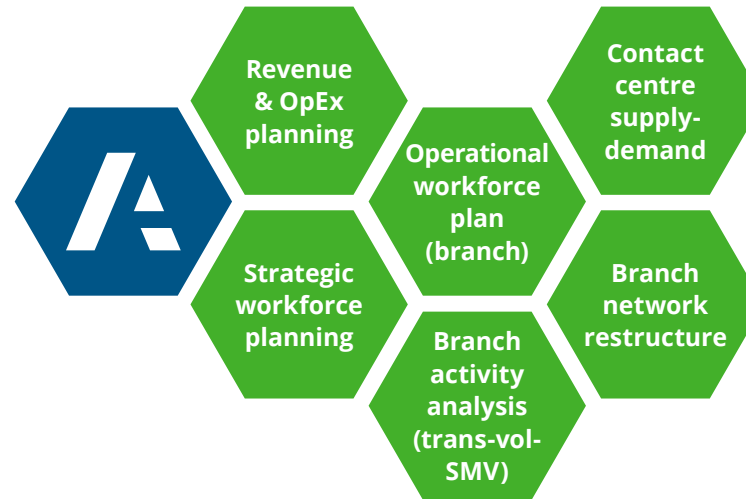 Revenue
& OpEx
planning
Contact
centre
supply-
demand
Operational
workforce
plan
(branch)
Strategic
workforce
planning
Branch
network
restructure
Branch
activity
analysis
(trans-vol-
SMV)